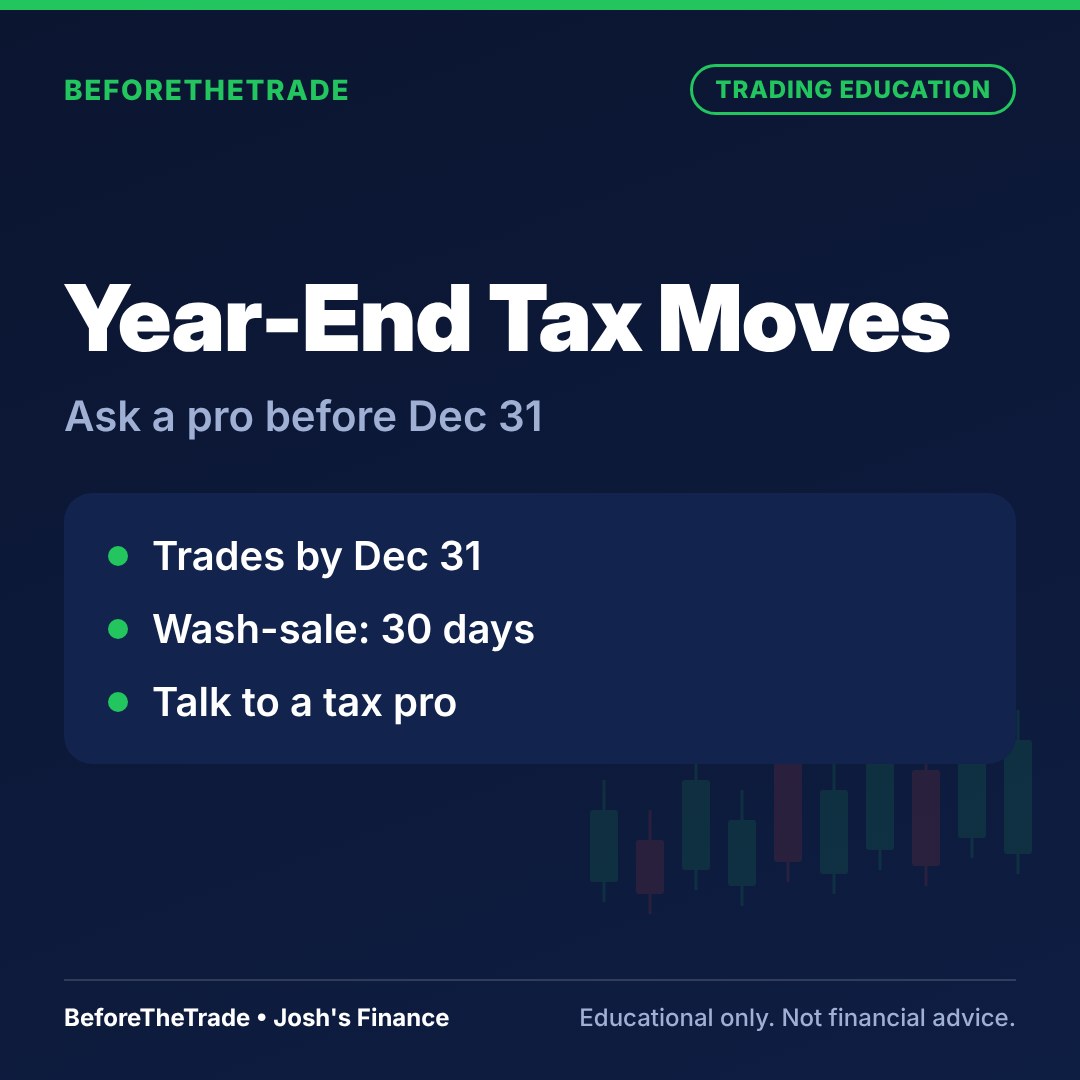 BEFORETHETRADE
TRADING EDUCATION
Year-End Tax Moves
Ask a pro before Dec 31
Trades by Dec 31
Wash-sale: 30 days
Talk to a tax pro
BeforeTheTrade • Josh's Finance
Educational only. Not financial advice.